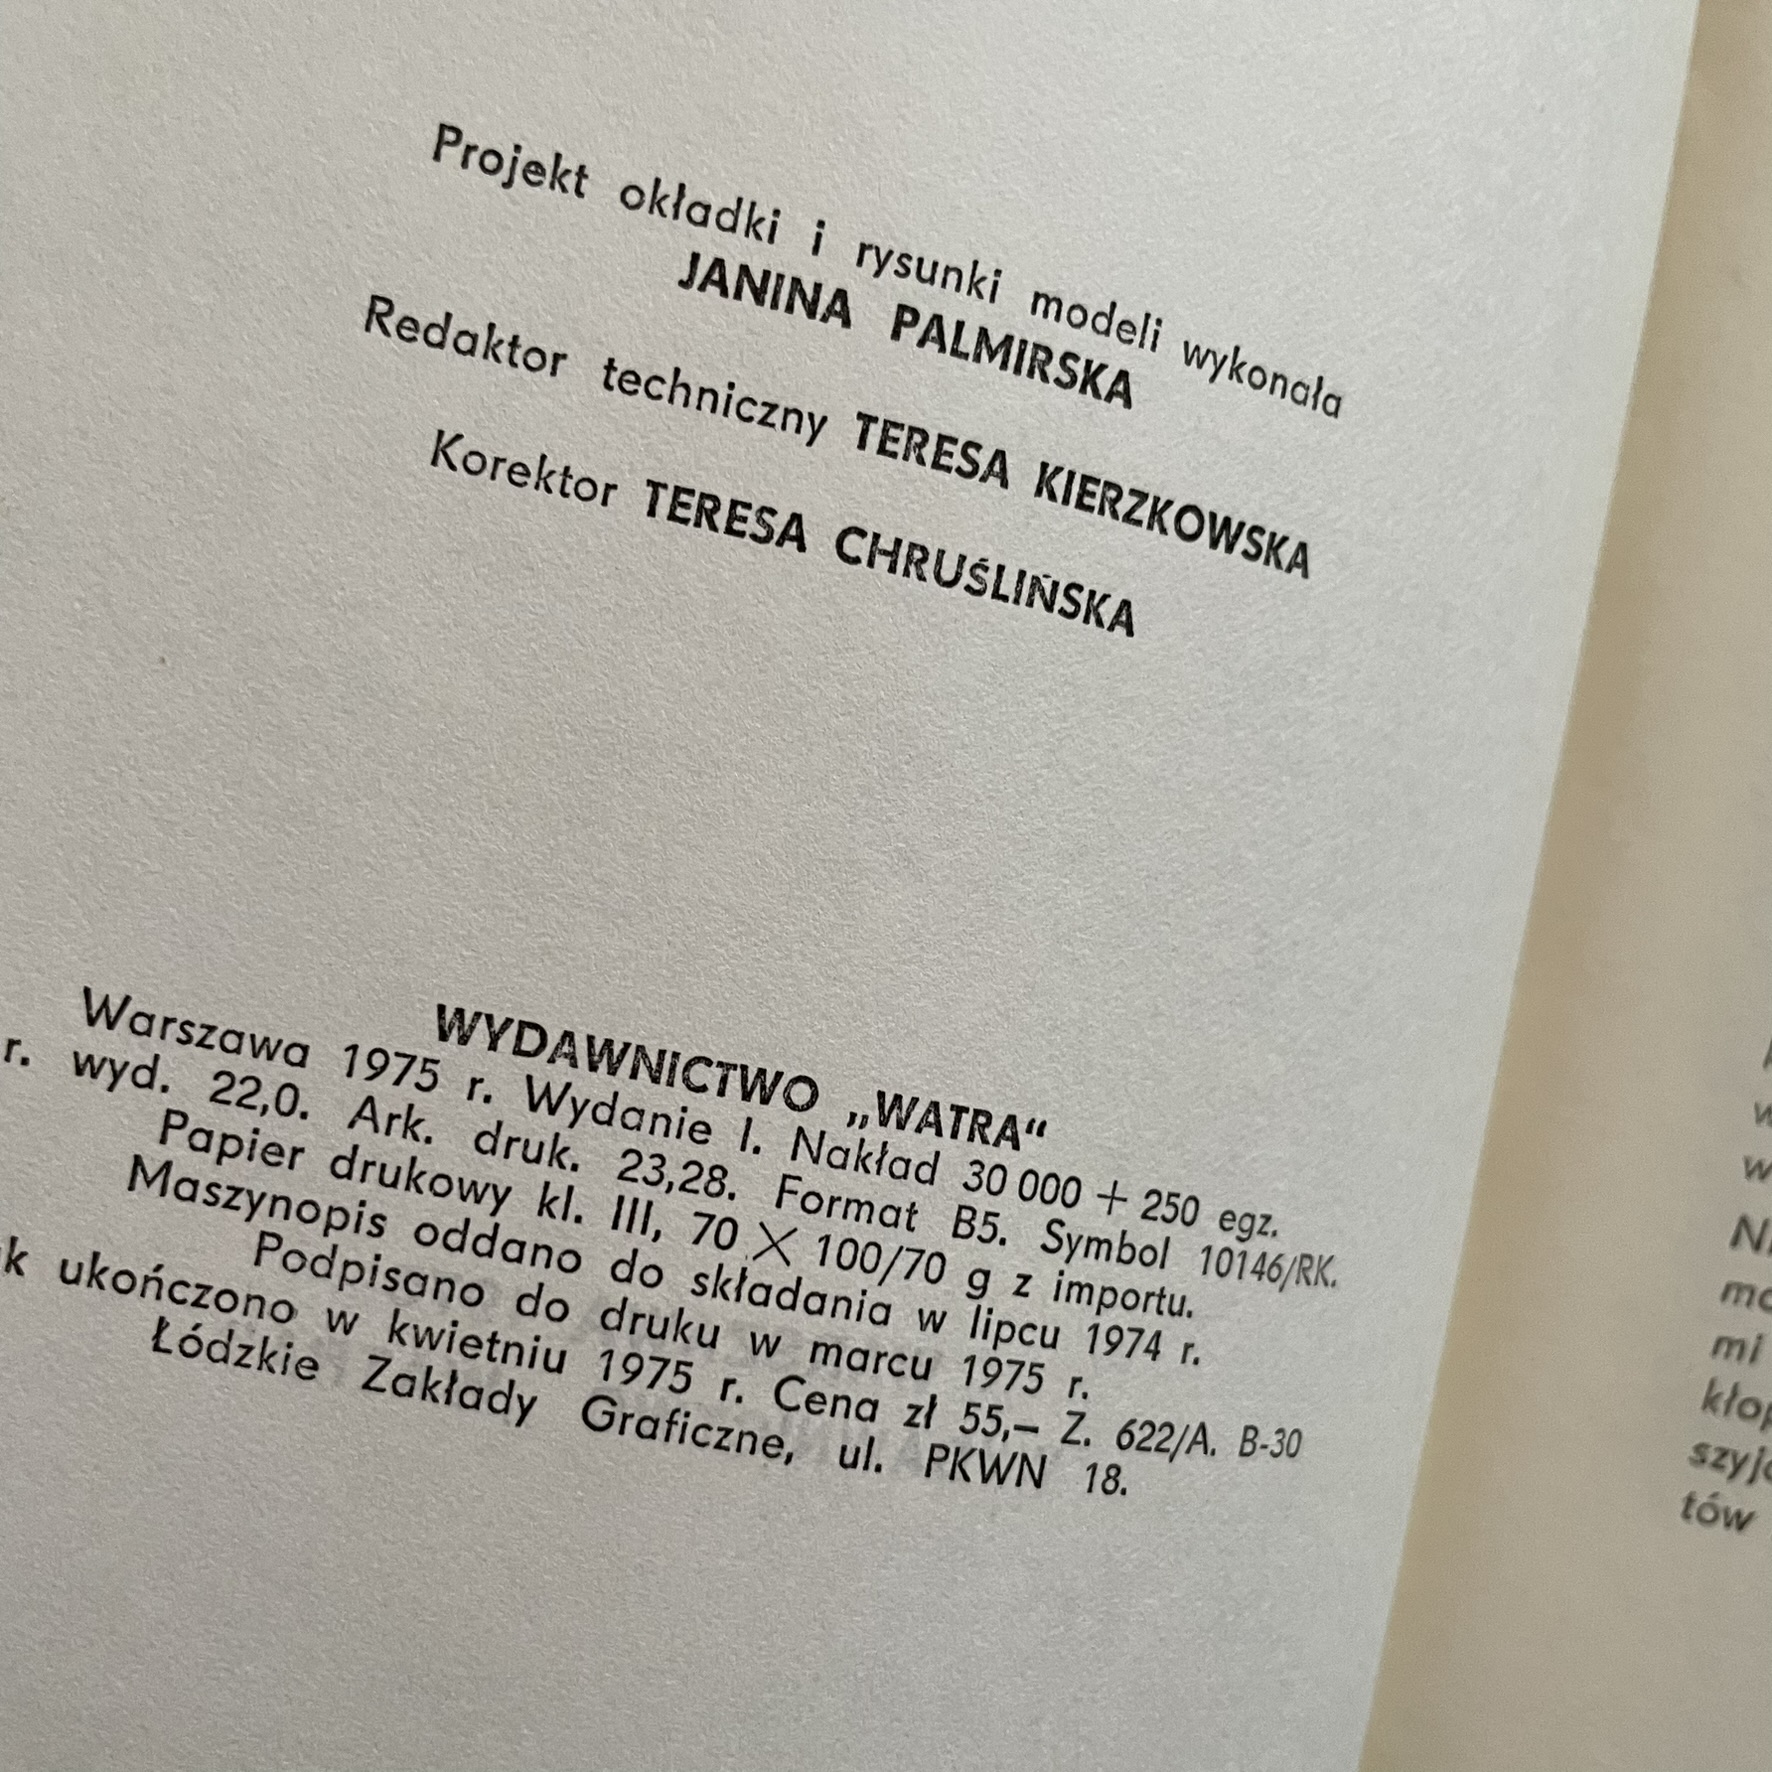 Projekt okładki i rysunki modeli wykonała
JANINA PALMIRSKA
Redaktor techniczny TERESA KIERZKOWSKA
Korektor TERESA CHRUŚLIŃSKA
WYDAWNICTWO „WATRA“
Warszawa 1975 r. Wydanie I. Nakład 30 000 + 250 egz.
r. wyd. 22,0. Ark. druk. 23,28. Format B5. Symbol 10146/RK.
Papier drukowy kl. III, 70 X 100/70 g z importu.
Maszynopis oddano do składania w lipcu 1974 r.
Podpisano do druku w marcu 1975 r.
k ukończono w kwietniu 1975 r. Cena zł 55,— Z. 622/A. B-30
Łódzkie Zakłady Graficzne, ul. PKWN 18.
mi
tów